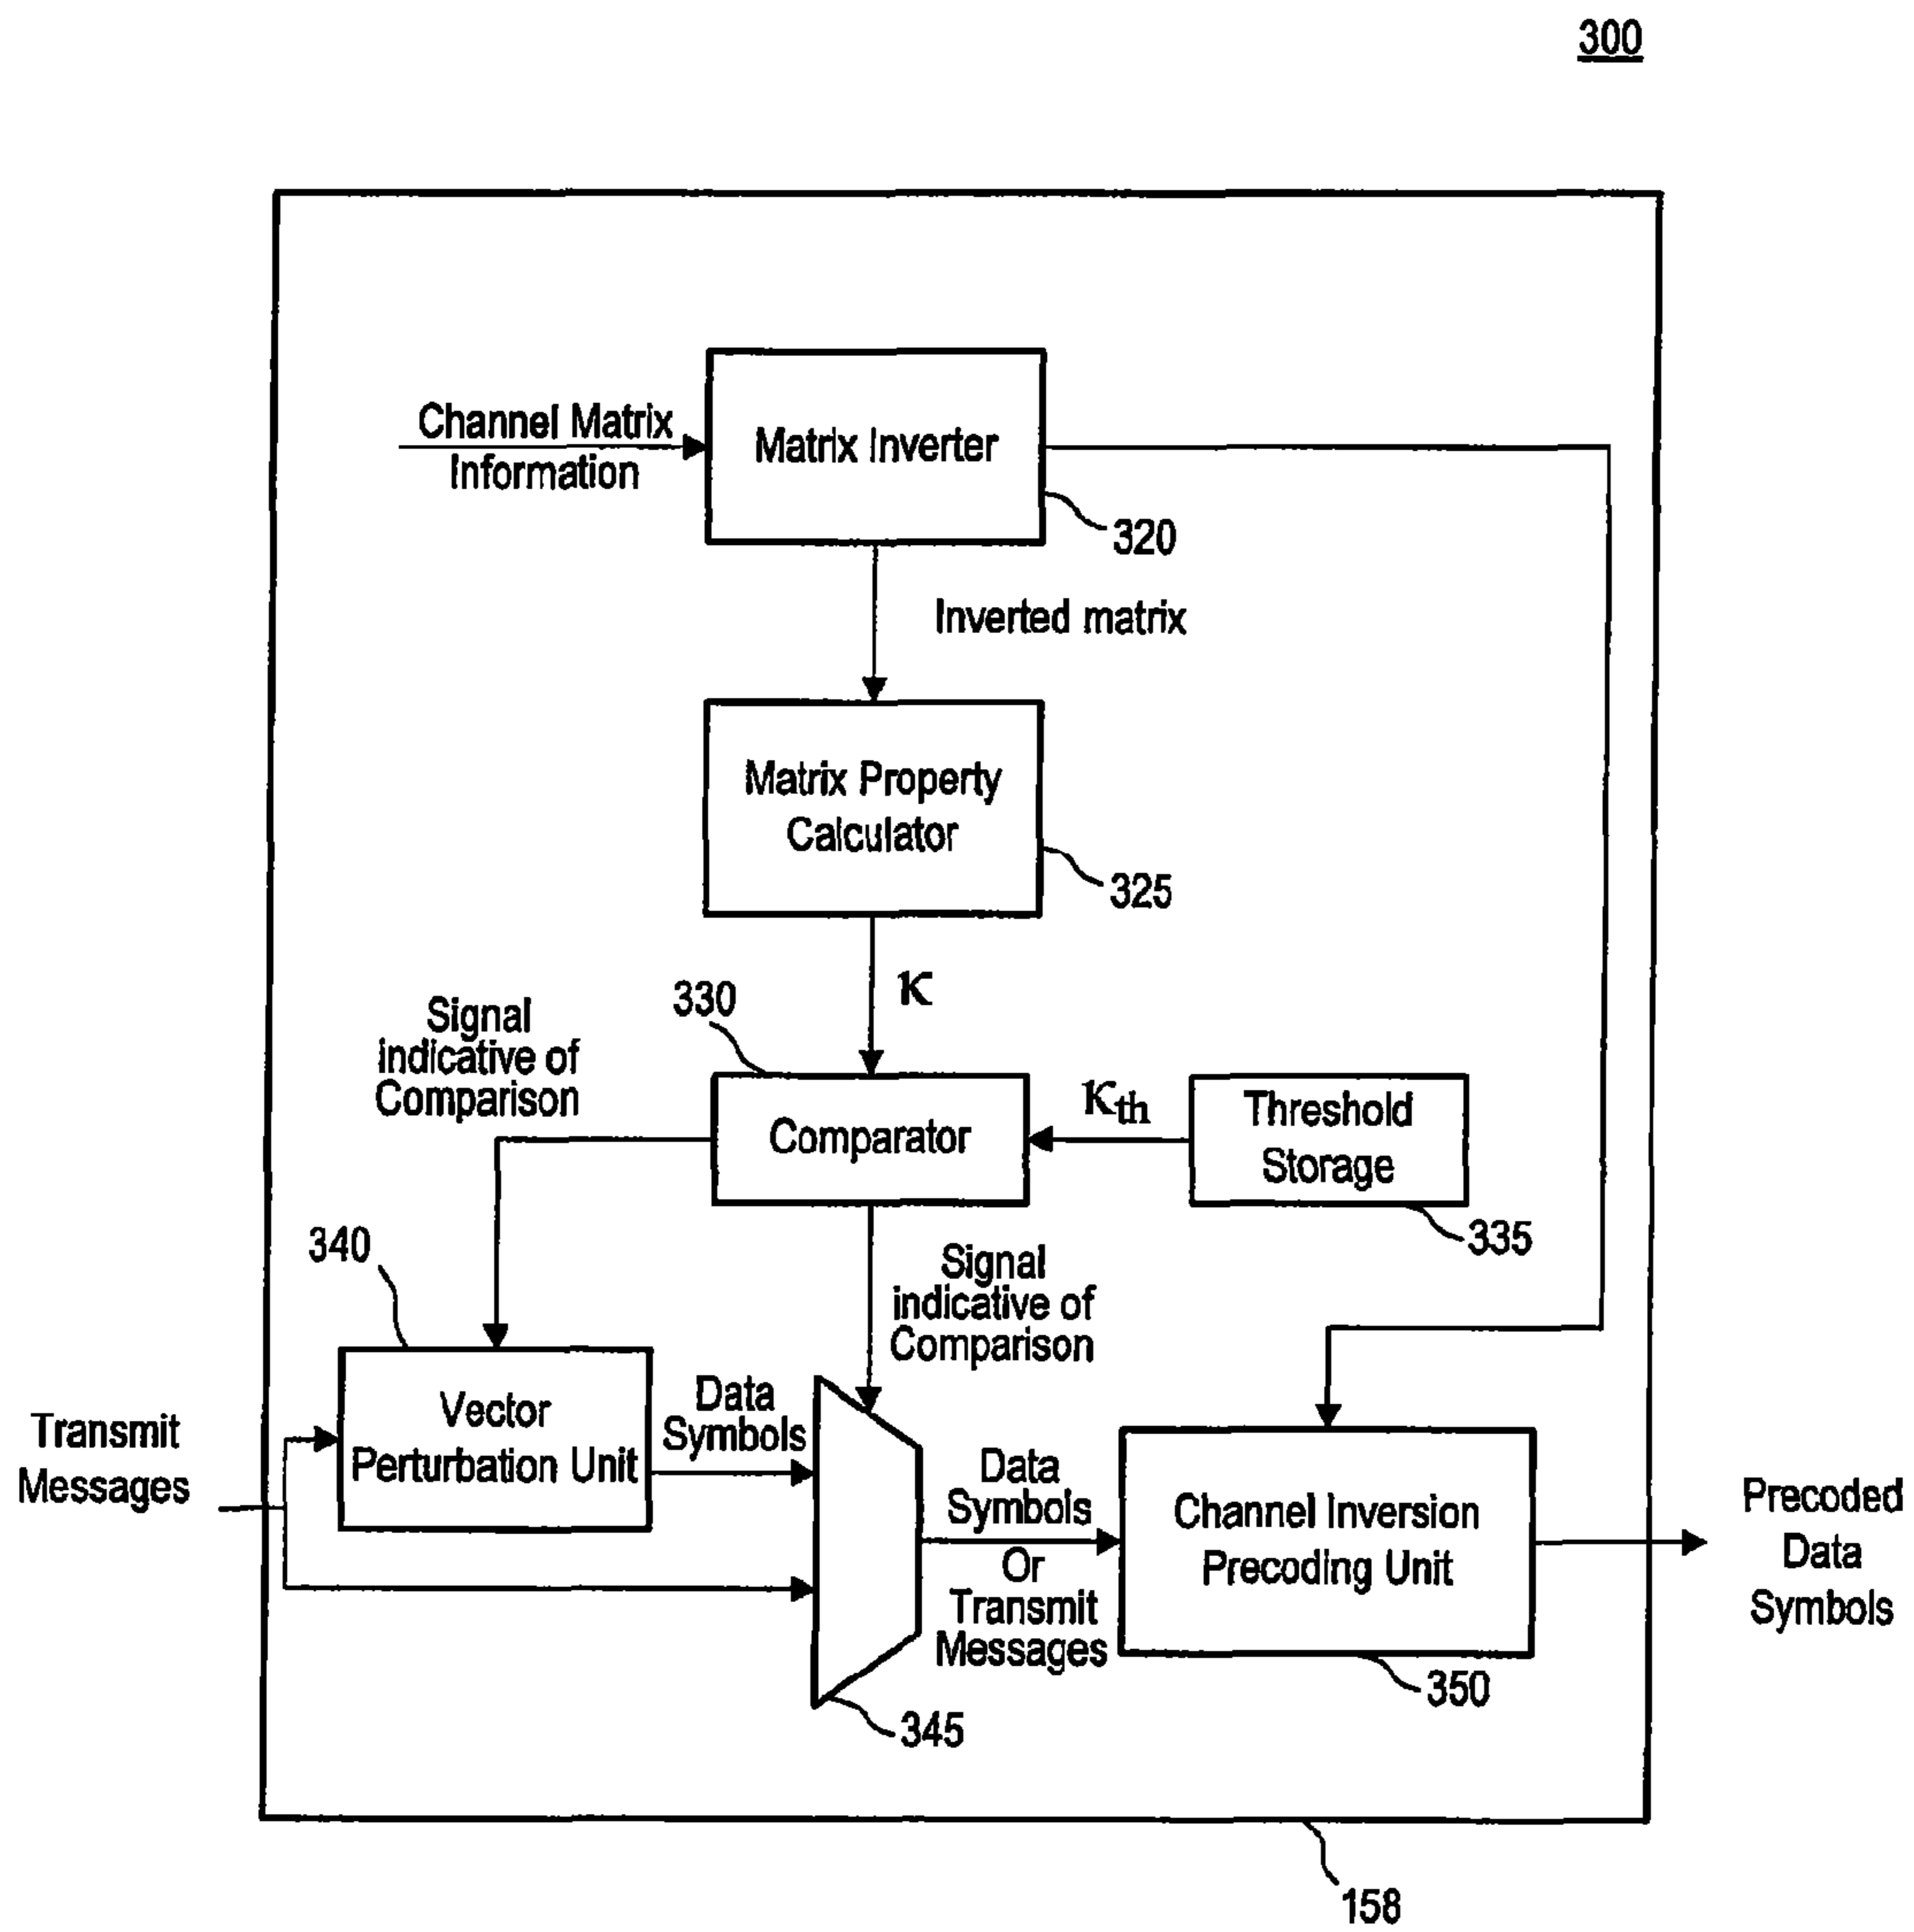 300
Channel Matrix
Information
Matrix Inverter
320
Inverted matrix
Matrix Property
Calculator
325
κ
330
Signal
indicative of
Comparison
Comparator
κth
Threshold
Storage
335
340
Signal
indicative of
Comparison
Transmit
Messages
Vector
Perturbation Unit
Data
Symbols
Data
Symbols
Or
Transmit
Messages
Channel Inversion
Precoding Unit
350
Precoded
Data
Symbols
345
158